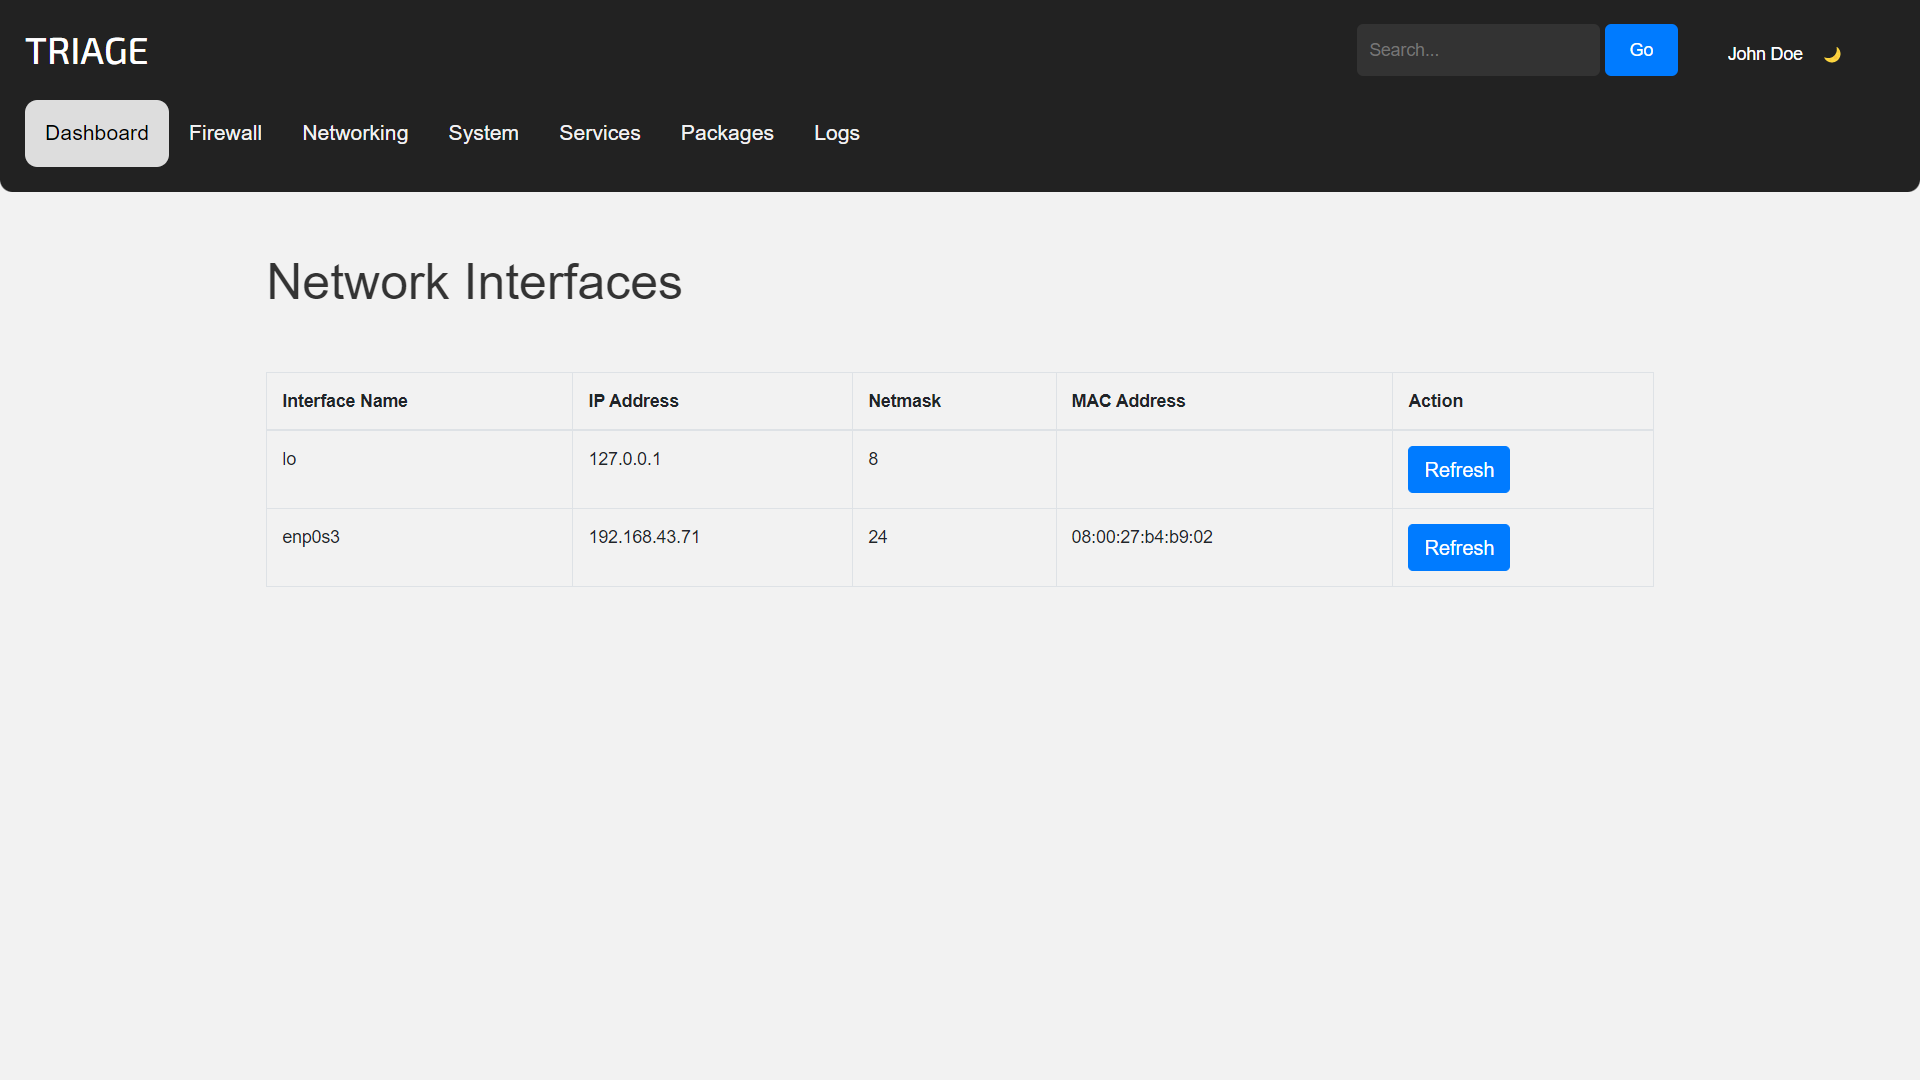 TRIAGE
Search...
Go
John Doe
Dashboard Firewall Networking System Services Packages Logs
Network Interfaces
Interface Name IP Address Netmask MAC Address Action
lo 127.0.0.1 8 Refresh
enp0s3 192.168.43.71 24 08:00:27:b4:b9:02 Refresh